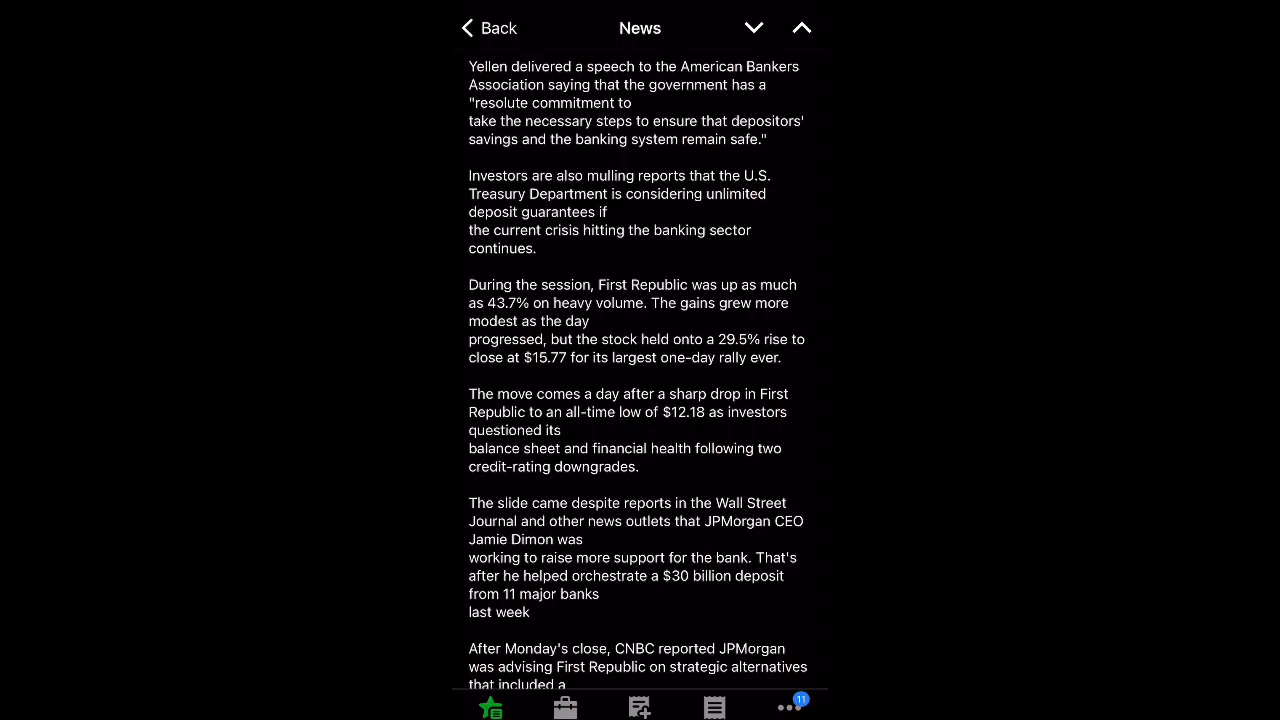 Back
News
Yellen delivered a speech to the American Bankers
Association saying that the government has a
"resolute commitment to
take the necessary steps to ensure that depositors'
savings and the banking system remain safe."
Investors are also mulling reports that the U.S.
Treasury Department is considering unlimited
deposit guarantees if
the current crisis hitting the banking sector
continues.
During the session, First Republic was up as much
as 43.7% on heavy volume. The gains grew more
modest as the day
progressed, but the stock held onto a 29.5% rise to
close at $15.77 for its largest one-day rally ever.
The move comes a day after a sharp drop in First
Republic to an all-time low of $12.18 as investors
questioned its
balance sheet and financial health following two
credit-rating downgrades.
The slide came despite reports in the Wall Street
Journal and other news outlets that JPMorgan CEO
Jamie Dimon was
working to raise more support for the bank. That's
after he helped orchestrate a $30 billion deposit
from 11 major banks
last week
After Monday's close, CNBC reported JPMorgan
was advising First Republic on strategic alternatives
that included a
11